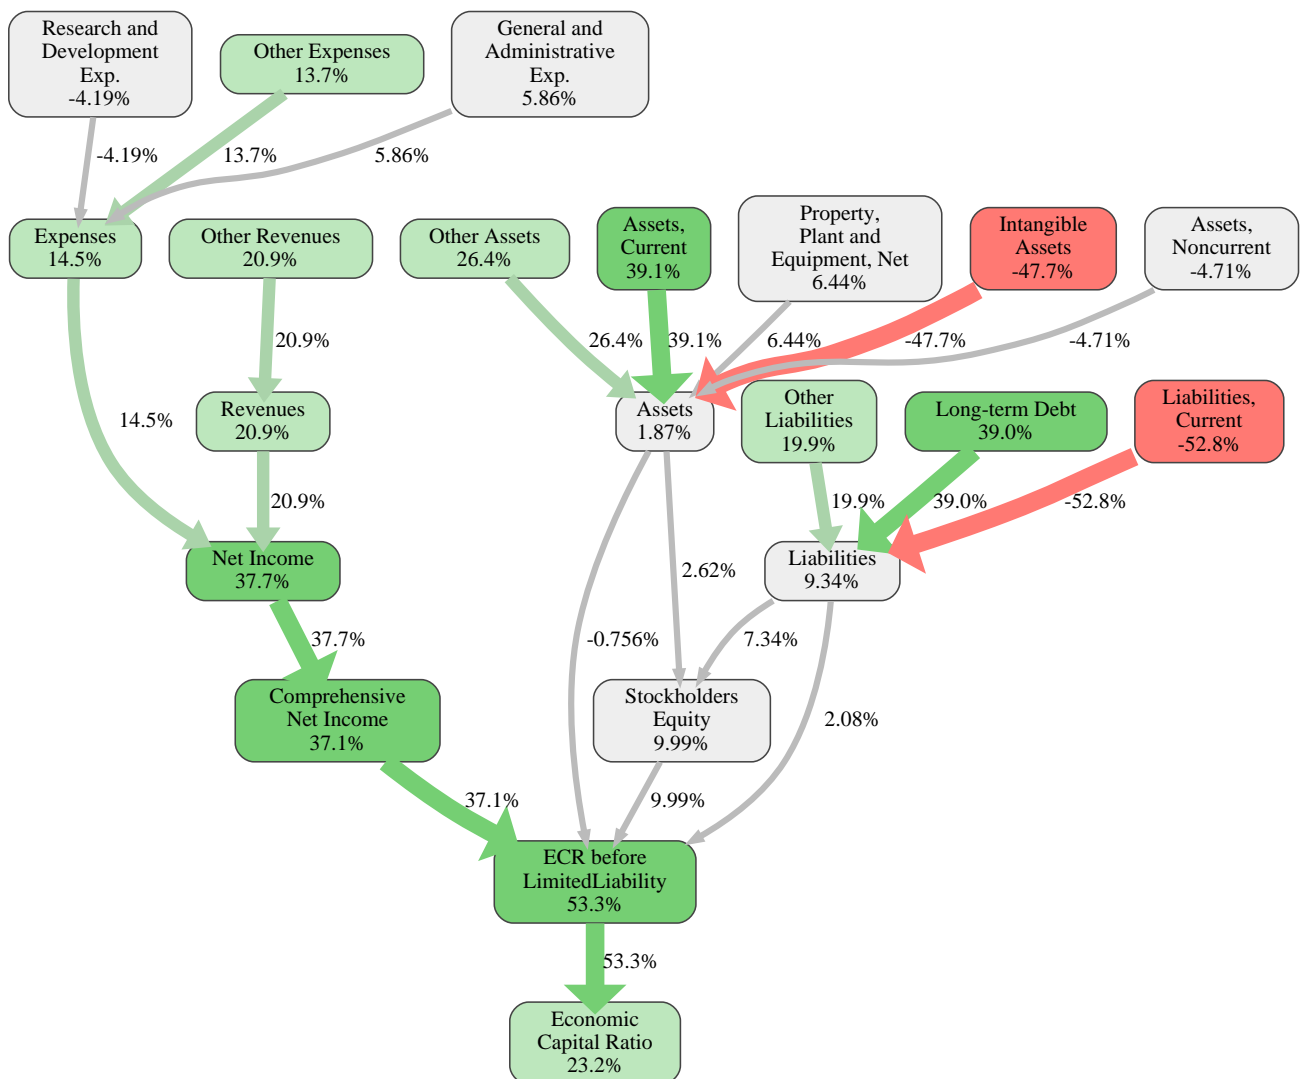 Research and
Development
Exp.
-4.19%
Other Expenses
13.7%
General and
Administrative
Exp.
5.86%
-4.19%
13.7%
5.86%
Expenses
14.5%
Other Revenues
20.9%
Other Assets
26.4%
Assets,
Current
39.1%
Property,
Plant and
Equipment, Net
6.44%
Intangible
Assets
-47.7%
Assets,
Noncurrent
-4.71%
20.9%
26.4%
39.1%
6.44%
-47.7%
-4.71%
14.5%
Revenues
20.9%
Assets
1.87%
Other
Liabilities
19.9%
Long-term Debt
39.0%
Liabilities,
Current
-52.8%
20.9%
19.9%
39.0%
-52.8%
Net Income
37.7%
2.62%
Liabilities
9.34%
37.7%
-0.756%
7.34%
Comprehensive
Net Income
37.1%
Stockholders
Equity
9.99%
2.08%
37.1%
9.99%
ECR before
LimitedLiability
53.3%
53.3%
Economic
Capital Ratio
23.2%